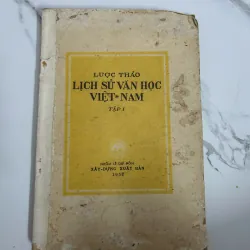 LƯỢC THẢO
LỊCH SỬ VĂN HỌC
VIỆT-NAM
TẬP I
XÂY-DỰNG XUẤT BẢN